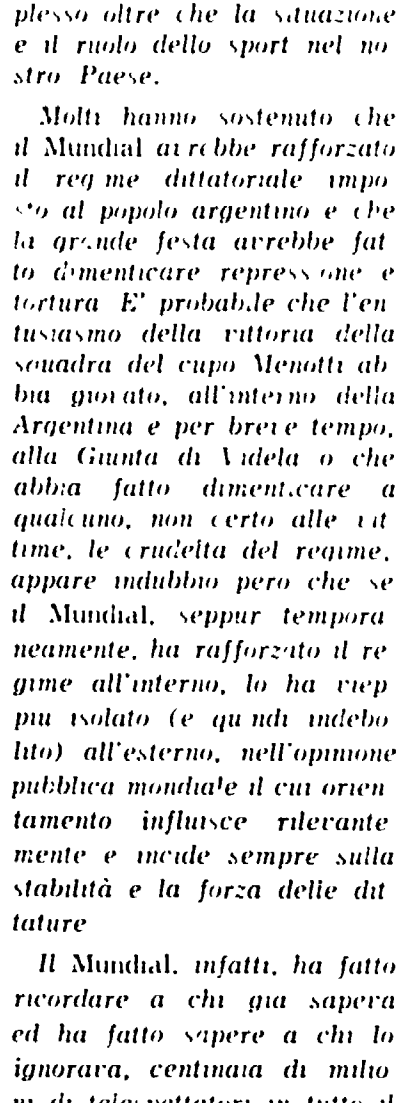 plesso oltre che la situazione
e il ruolo dello sport nel no
stro Paese.
Molti hanno sostenuto che
il Mundial avrebbe rafforzato
il regime dittatoriale impo
sto al popolo argentino e che
la grande festa avrebbe fat
to dimenticare repressione e
tortura E' probabile che l'en
tusiasmo della vittoria della
squadra del cupo Menotti ab
bia giovato, all'interno della
Argentina e per breve tempo,
alla Giunta di Videla o che
abbia fatto dimenticare a
qualcuno, non certo alle vit
time, le crudeltà del regime,
appare indubbio però che se
il Mundial, seppur tempora
neamente, ha rafforzato il re
gime all'interno, lo ha viep
più isolato (e quindi indebo
lito) all'esterno, nell'opinione
pubblica mondiale il cui orien
tamento influisce rilevante
mente e incide sempre sulla
stabilità e la forza delle dit
tature
Il Mundial, infatti, ha fatto
ricordare a chi già sapeva
ed ha fatto sapere a chi lo
ignorava, centinaia di milio
ni di telespettatori in tutto il